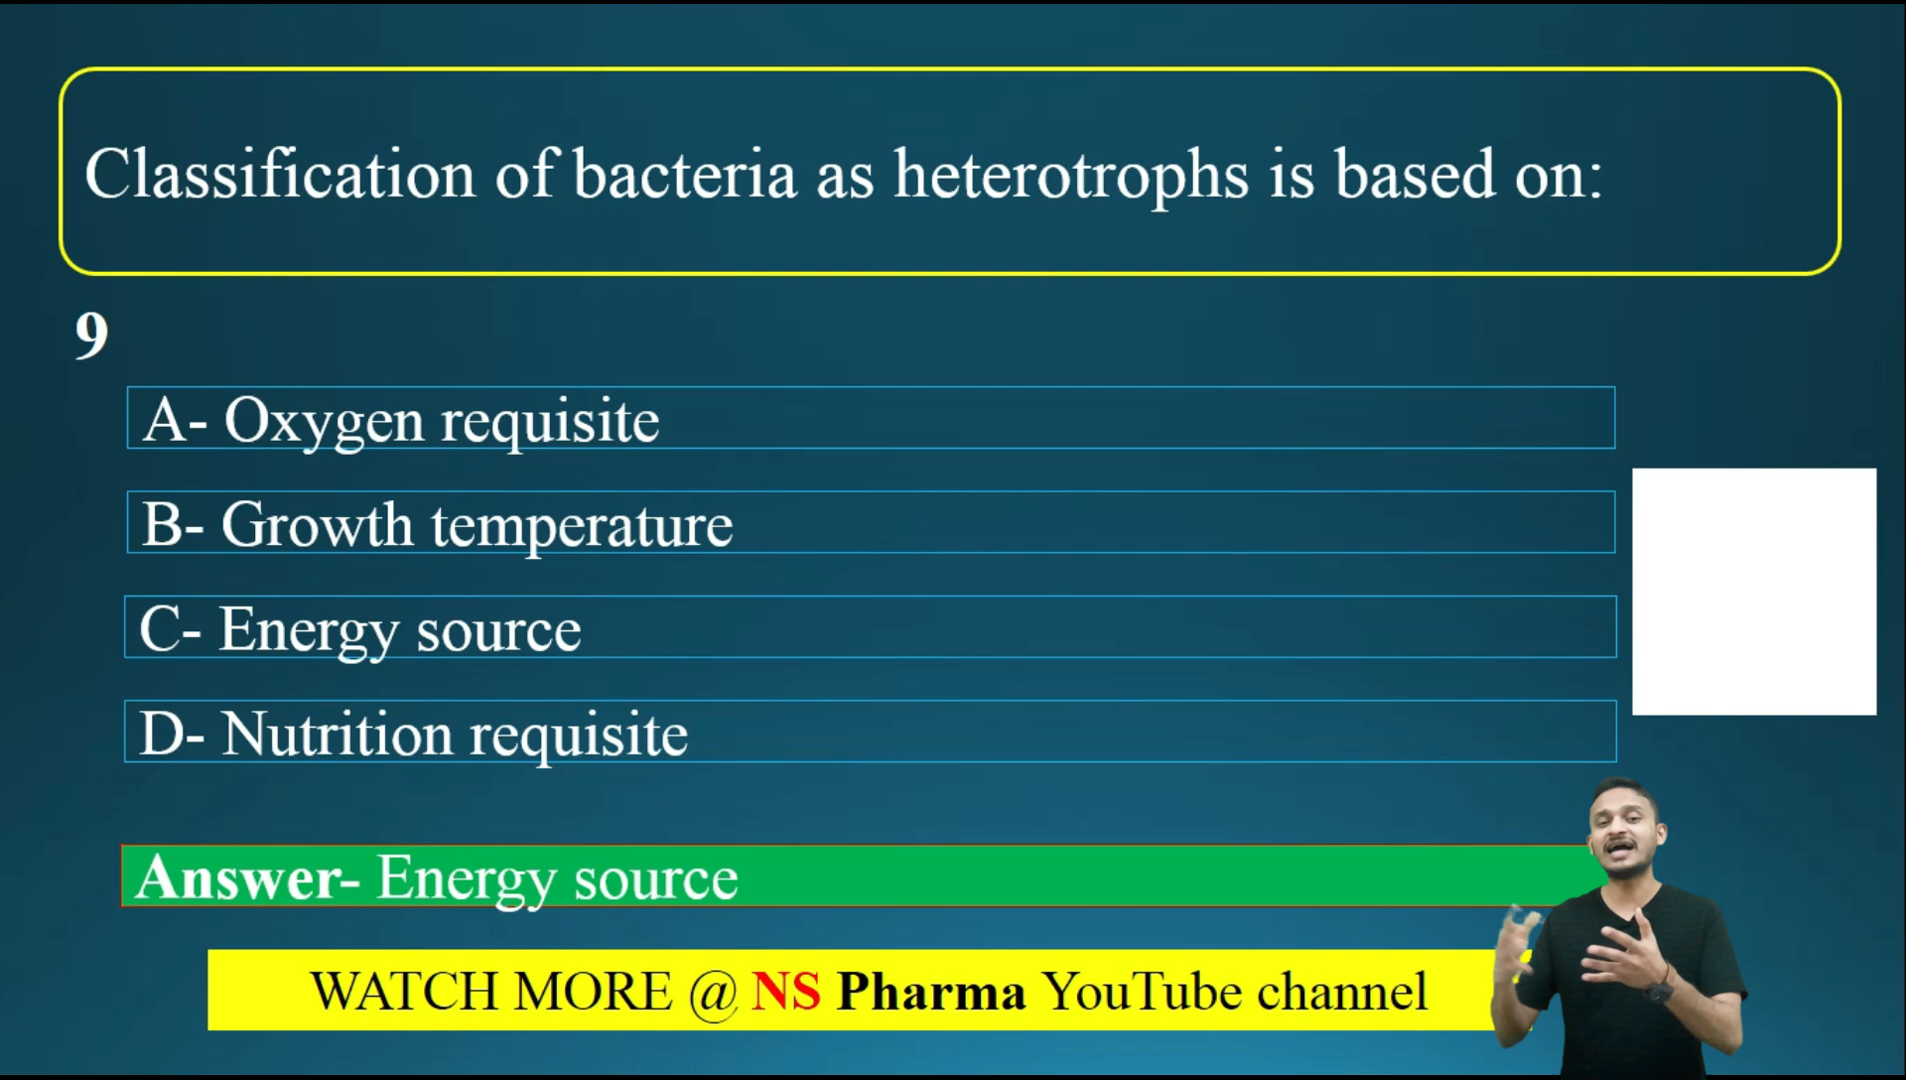 Classification of bacteria as heterotrophs is based on:
9
A- Oxygen requisite
B- Growth temperature
C- Energy source
D- Nutrition requisite
Answer- Energy source
WATCH MORE @ NS Pharma YouTube channel